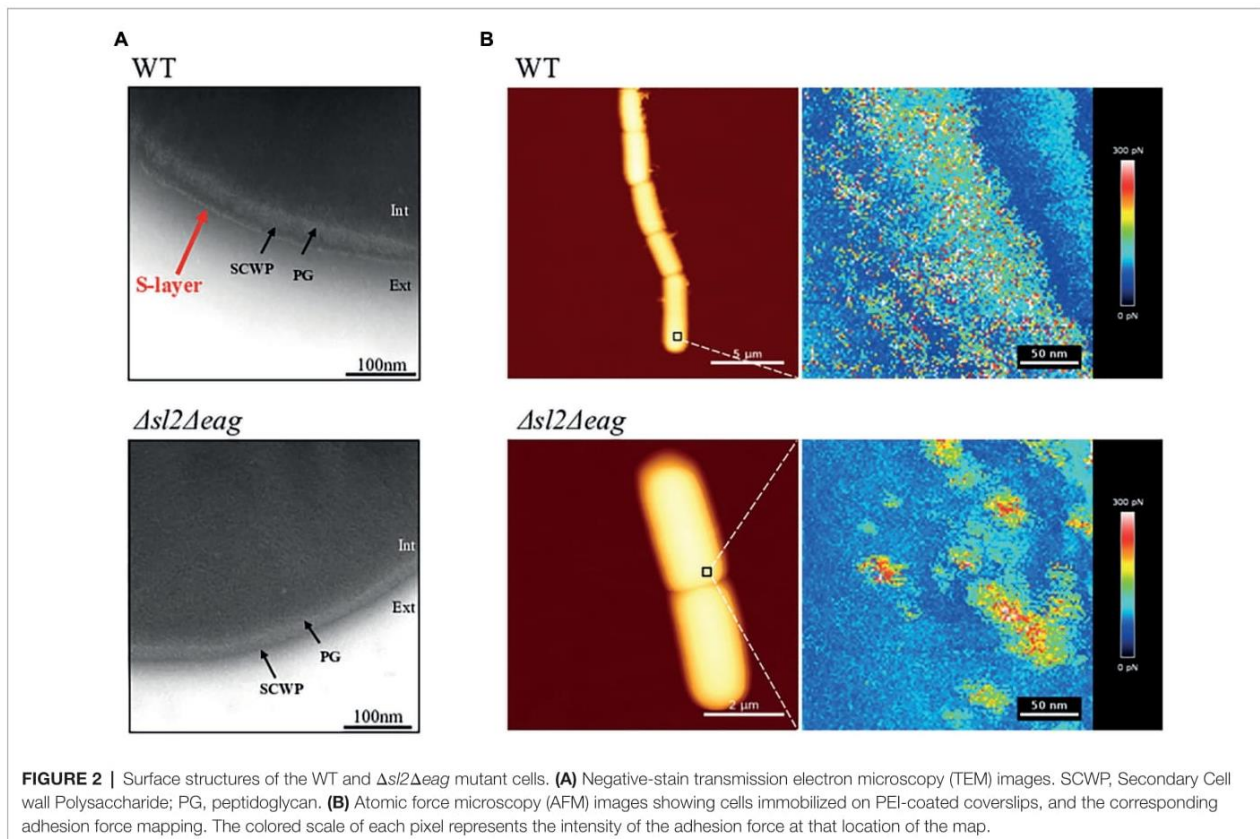 A
B
WT
WT
Int
SCWP
PG
S-layer
Ext
100nm
5 µm
300 pN
0 pN
50 nm
Δsl2Δeag
Δsl2Δeag
Int
Ext
PG
SCWP
100nm
2 µm
300 pN
0 pN
50 nm
FIGURE 2 | Surface structures of the WT and Δsl2Δeag mutant cells. (A) Negative-stain transmission electron microscopy (TEM) images. SCWP, Secondary Cell
wall Polysaccharide; PG, peptidoglycan. (B) Atomic force microscopy (AFM) images showing cells immobilized on PEI-coated coverslips, and the corresponding
adhesion force mapping. The colored scale of each pixel represents the intensity of the adhesion force at that location of the map.